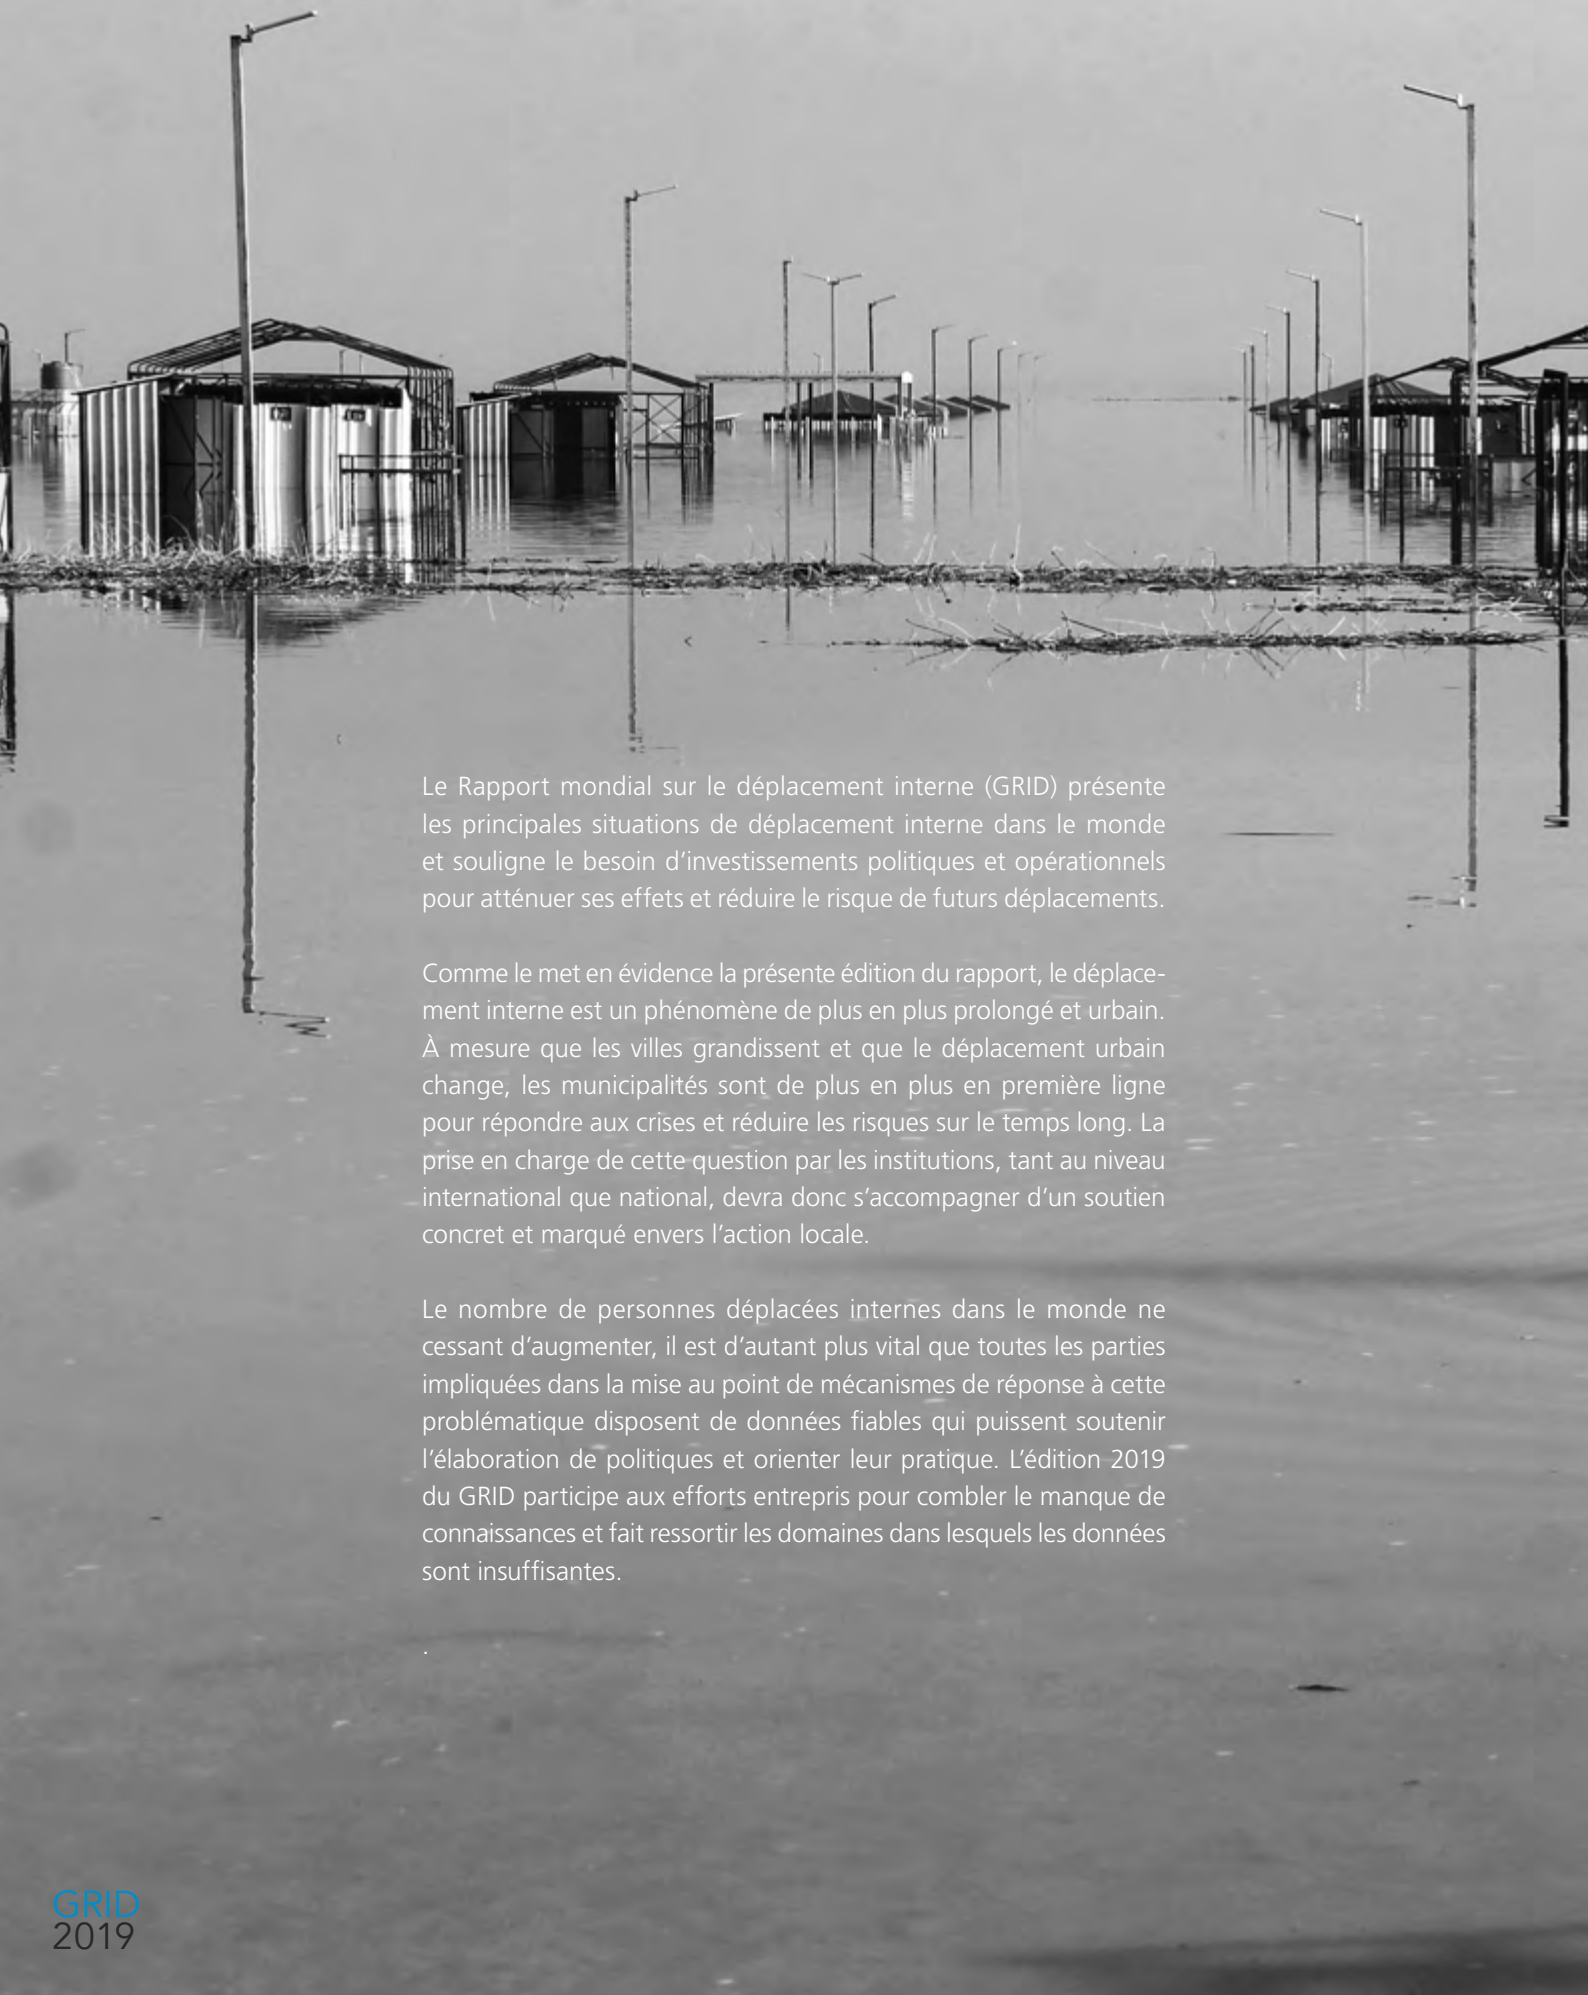 Le Rapport mondial sur le déplacement interne (GRID) présente
les principales situations de déplacement interne dans le monde
et souligne le besoin d'investissements politiques et opérationnels
pour atténuer ses effets et réduire le risque de futurs déplacements.
Comme le met en évidence la présente édition du rapport, le déplace-
ment interne est un phénomène de plus en plus prolongé et urbain.
À mesure que les villes grandissent et que le déplacement urbain
change, les municipalités sont de plus en plus en première ligne
pour répondre aux crises et réduire les risques sur le temps long. La
prise en charge de cette question par les institutions, tant au niveau
international que national, devra donc s'accompagner d'un soutien
concret et marqué envers l'action locale.
Le nombre de personnes déplacées internes dans le monde ne
cessant d'augmenter, il est d'autant plus vital que toutes les parties
impliquées dans la mise au point de mécanismes de réponse à cette
problématique disposent de données fiables qui puissent soutenir
l'élaboration de politiques et orienter leur pratique. L'édition 2019
du GRID participe aux efforts entrepris pour combler le manque de
connaissances et fait ressortir les domaines dans lesquels les données
sont insuffisantes.
.
GRID
2019